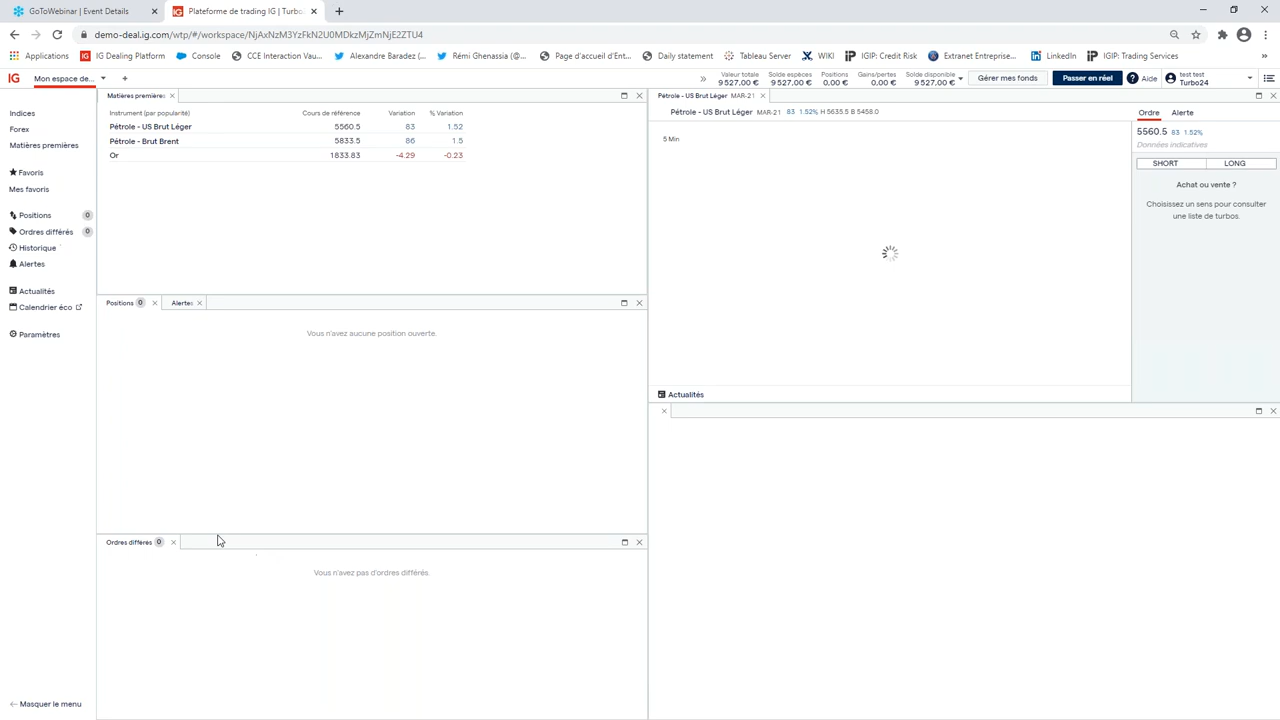 GoToWebinar | Event Details
Plateforme de trading IG | Turbo
demo-deal.ig.com/wtp/#/workspace/NjAxNzM3YzFkN2U0MDkzMjZmNjE2ZTU4
Applications
IG Dealing Platform
Console
CCE Interaction Vau...
Alexandre Baradez (...
Rémi Ghenassia (@...
Page d'accueil d'Ent...
Daily statement
Tableau Server
WIKI
IGIP: Credit Risk
Extranet Entreprise...
LinkedIn
IGIP: Trading Services
»
IG
Mon espace de...
+
»
Valeur totale
9 527,00 €
Solde espèces
9 527,00 €
Positions
0,00 €
Gains/pertes
0,00 €
Solde disponible
9 527,00 €
Gérer mes fonds
Passer en réel
Aide
test test
Turbo24
Indices
Forex
Matières premières
Favoris
Mes favoris
Positions 0
Ordres différés 0
Historique
Alertes
Actualités
Calendrier éco
Paramètres
Masquer le menu
Matières premières
Instrument (par popularité) Cours de référence Variation % Variation
Pétrole - US Brut Léger 5560.5 83 1.52
Pétrole - Brut Brent 5833.5 86 1.5
Or 1833.83 -4.29 -0.23
Positions 0
Alertes
Vous n'avez aucune position ouverte.
Ordres différés 0
Vous n'avez pas d'ordres différés.
Pétrole - US Brut Léger MAR-21
Pétrole - US Brut Léger MAR-21 83 1.52% H 5635.5 B 5458.0
5 Min
Actualités
Ordre
Alerte
5560.5 83 1.52%
Données indicatives
SHORT
LONG
Achat ou vente ?
Choisissez un sens pour consulter
une liste de turbos.